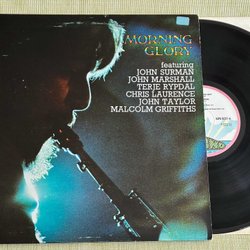 MORNING
GLORY
featuring
JOHN SURMAN
JOHN MARSHALL
TERJE RYPDAL
CHRIS LAURENCE
JOHN TAYLOR
MALCOLM GRIFFITHS